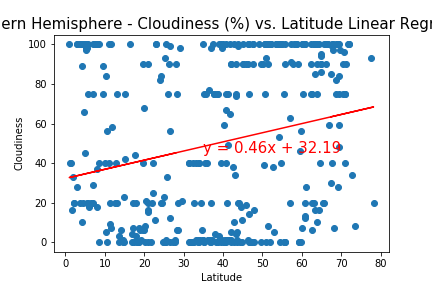 ern Hemisphere - Cloudiness (%) vs. Latitude Linear Regr
100
80
60
40
20
0
Cloudiness
y = 0.46x + 32.19
0 10 20 30 40 50 60 70 80
Latitude